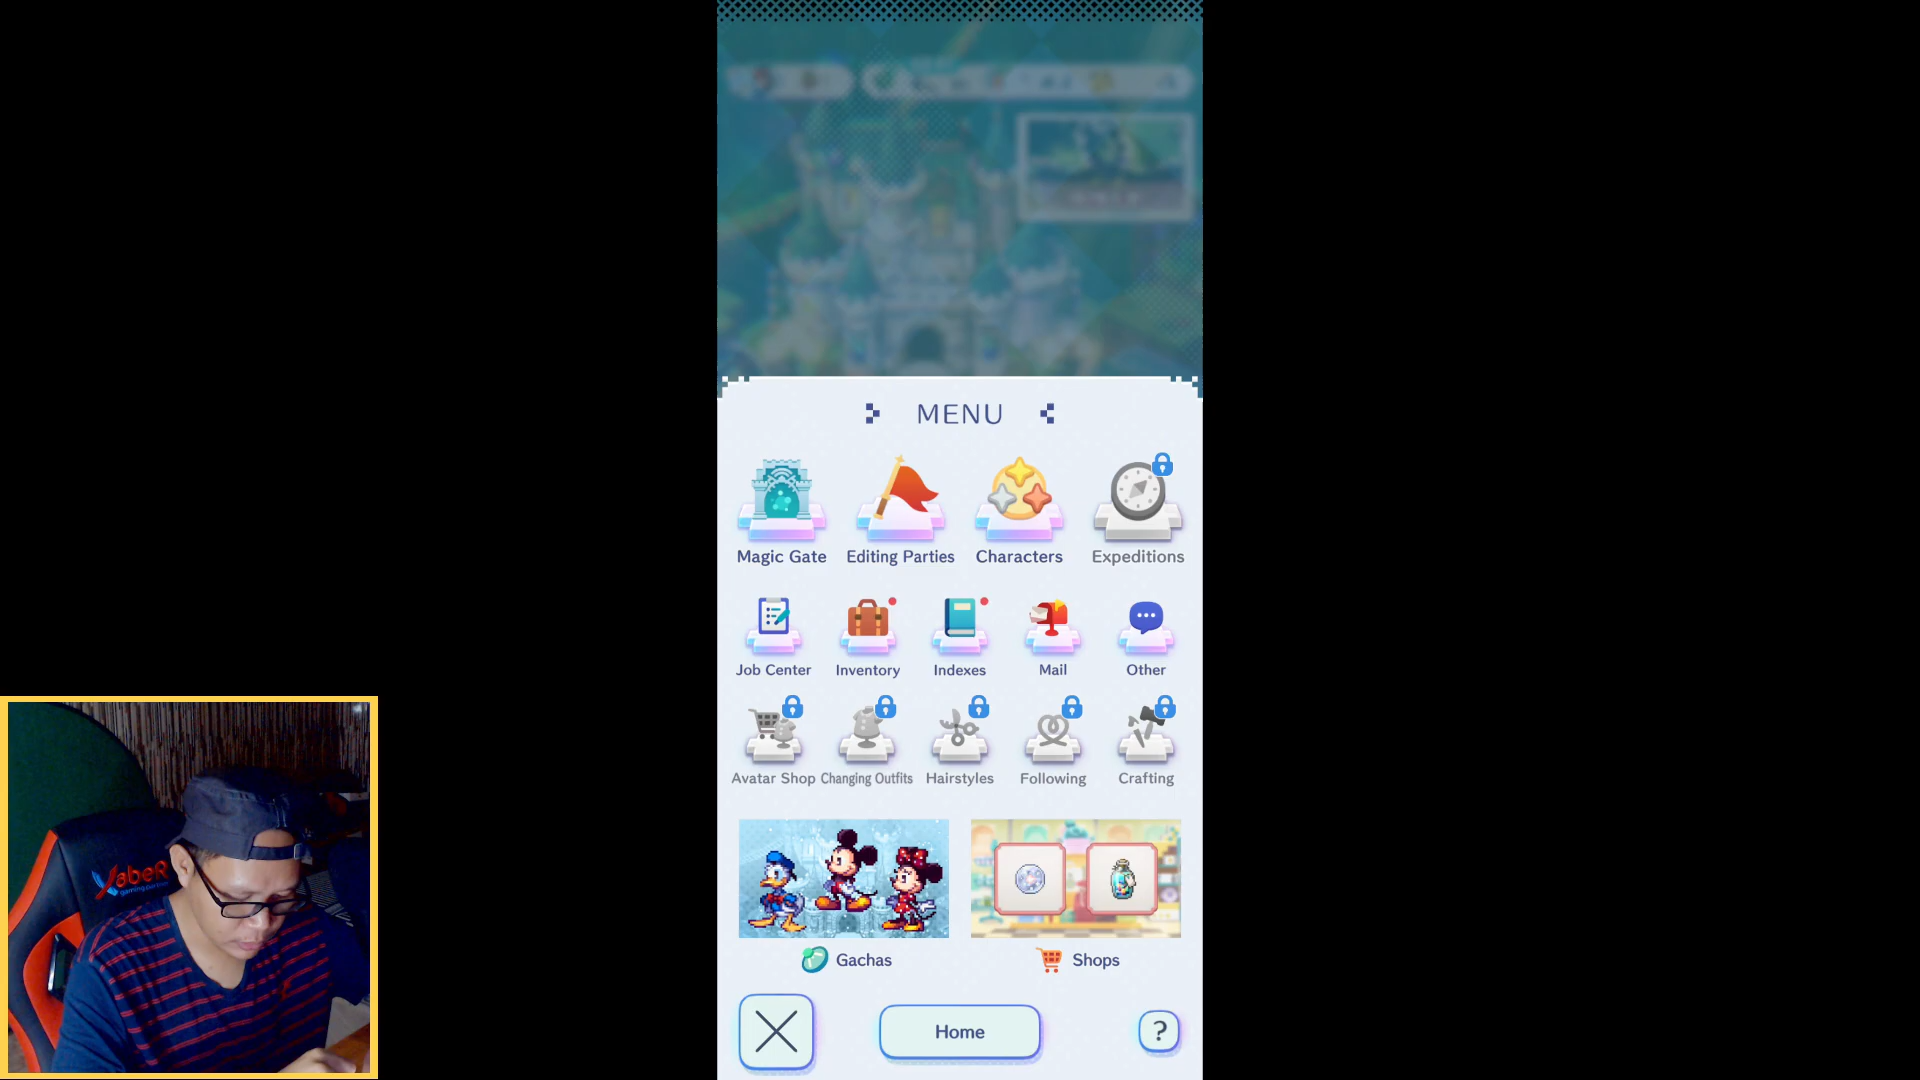 MENU
Magic Gate
Editing Parties
Characters
Expeditions
Job Center
Inventory
Indexes
Mail
Other
Avatar Shop
Changing Outfits
Hairstyles
Following
Crafting
Gachas
Shops
Home
?
XabeR